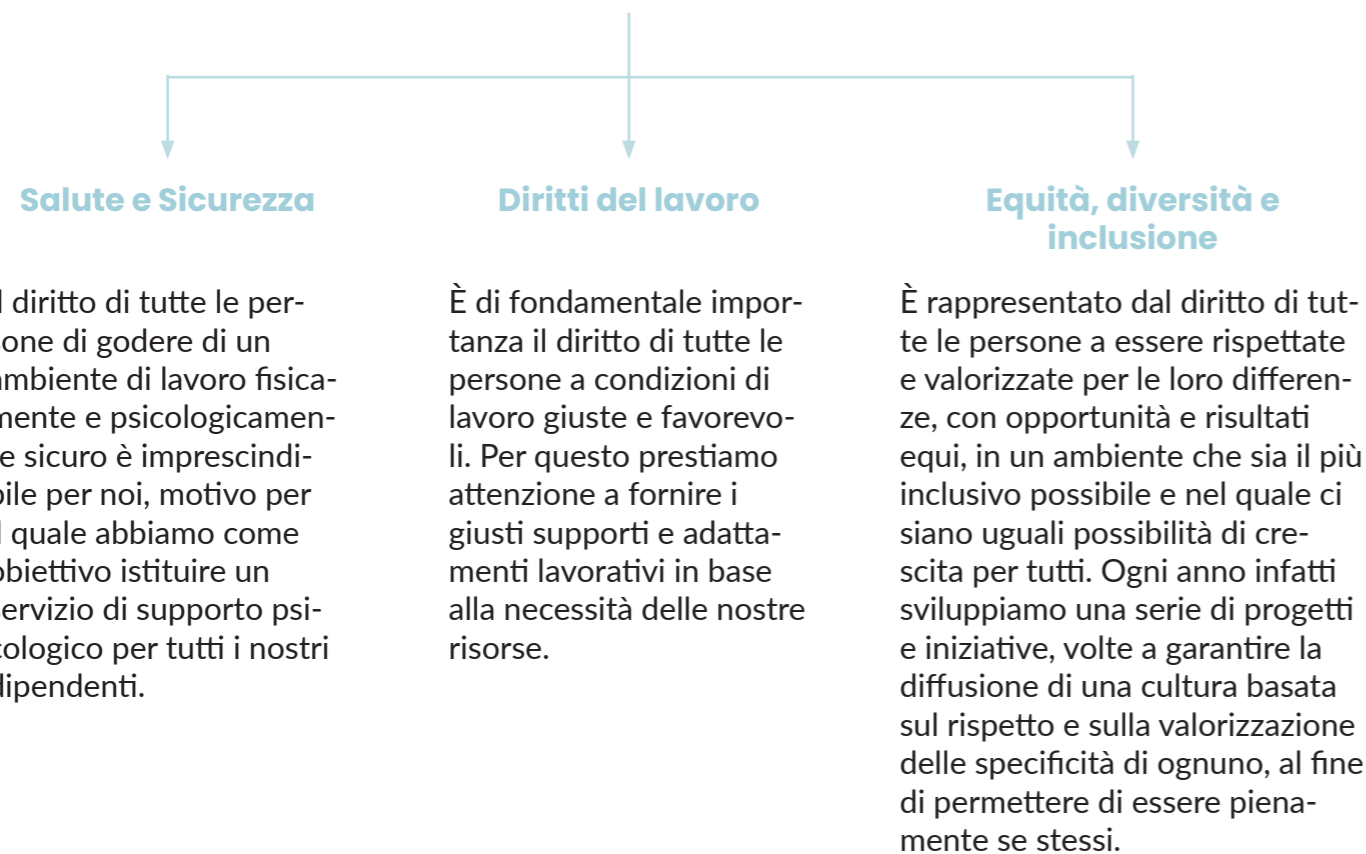 Salute e Sicurezza
l diritto di tutte le per-
sone di godere di un
ambiente di lavoro fisica-
mente e psicologicamen-
te sicuro è imprescindi-
bile per noi, motivo per
l quale abbiamo come
obiettivo istituire un
servizio di supporto psi-
cologico per tutti i nostri
dipendenti.
Diritti del lavoro
È di fondamentale impor-
tanza il diritto di tutte le
persone a condizioni di
lavoro giuste e favorevo-
li. Per questo prestiamo
attenzione a fornire i
giusti supporti e adatta-
menti lavorativi in base
alla necessità delle nostre
risorse.
Equità, diversità e
inclusione
È rappresentato dal diritto di tut-
te le persone a essere rispettate
e valorizzate per le loro differen-
ze, con opportunità e risultati
equi, in un ambiente che sia il più
inclusivo possibile e nel quale ci
siano uguali possibilità di cre-
scita per tutti. Ogni anno infatti
sviluppiamo una serie di progetti
e iniziative, volte a garantire la
diffusione di una cultura basata
sul rispetto e sulla valorizzazione
delle specificità di ognuno, al fine
di permettere di essere piena-
mente se stessi.